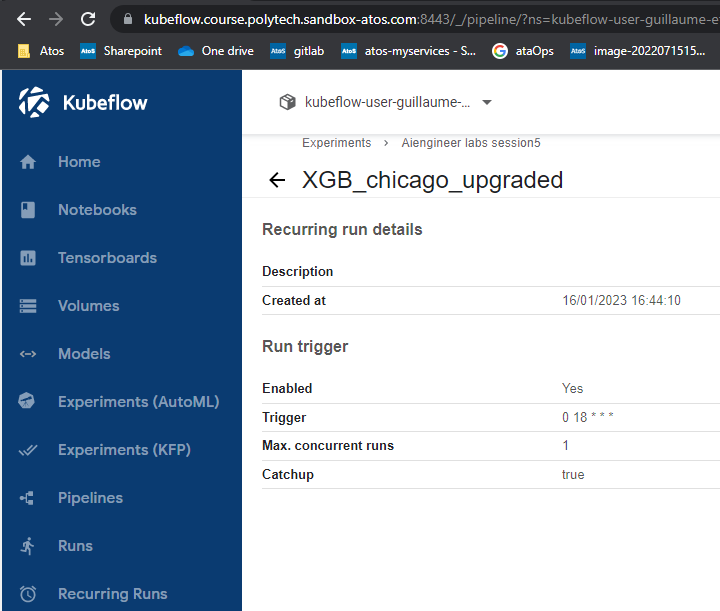 kubeflow.course.polytech.sandbox-atos.com:8443/_/pipeline/?ns=kubeflow-user-guillaume-e
Atos Sharepoint One drive gitlab atos-myservices - S... ataOps image-2022071515...
Kubeflow
kubeflow-user-guillaume-...
Experiments > Aiengineer labs session5
XGB_chicago_upgraded
Home
Notebooks
Tensorboards
Volumes
Models
Experiments (AutoML)
Experiments (KFP)
Pipelines
Runs
Recurring Runs
Recurring run details
Description
Created at 16/01/2023 16:44:10
Run trigger
Enabled Yes
Trigger 0 18 * * *
Max. concurrent runs 1
Catchup true